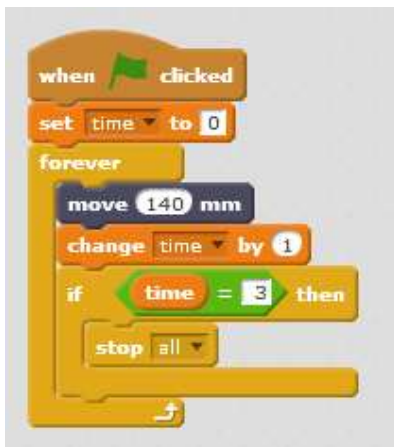 when clicked
set time to 0
forever
move 140 mm
change time by 1
if time = 3 then
stop all